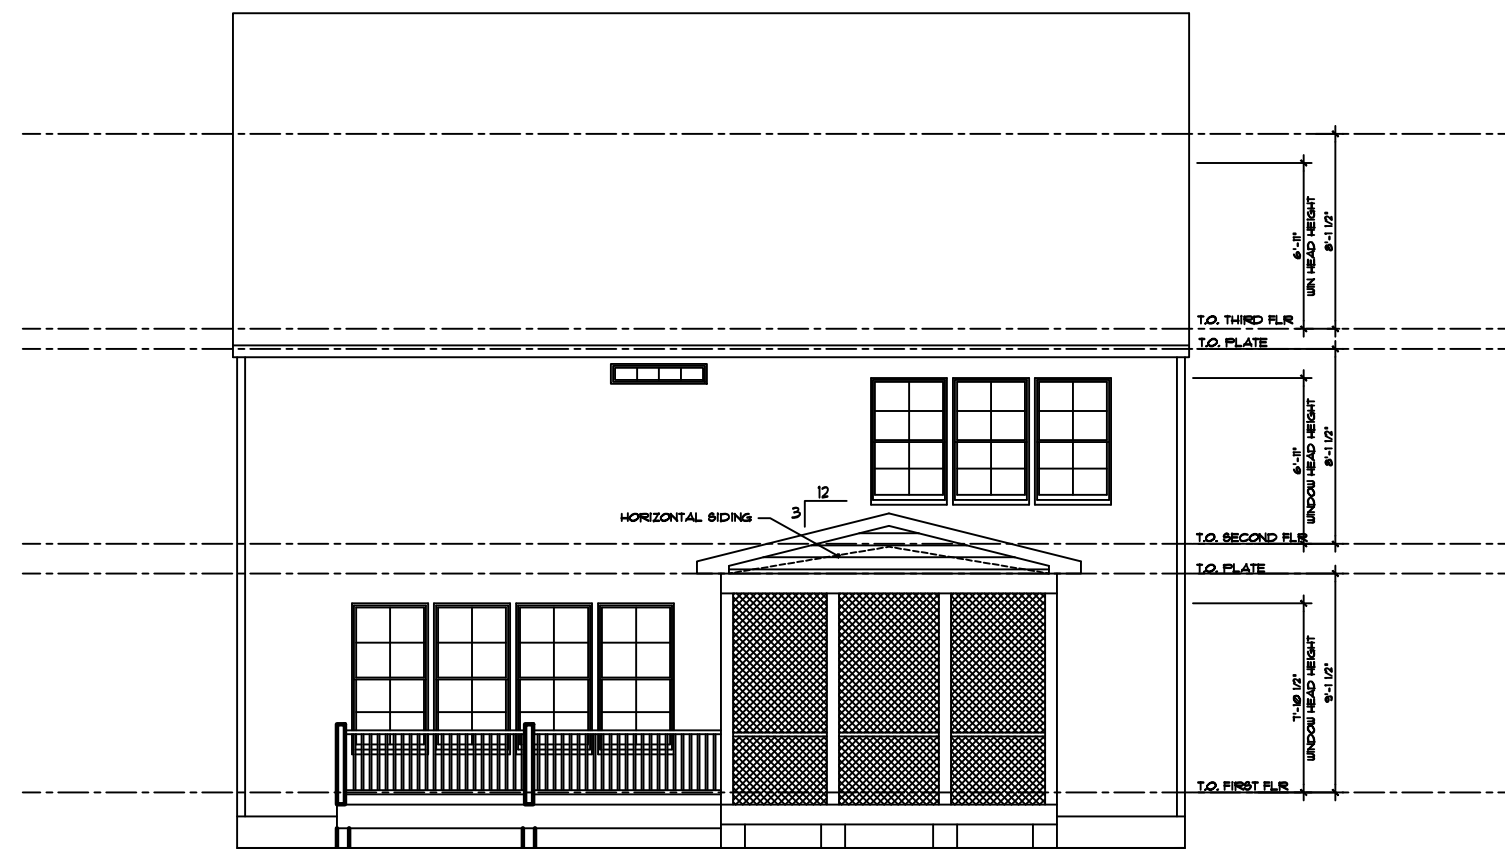 6'-11"
WIN HEAD HEIGHT
8'-1 1/2"
T.O. THIRD FLR
T.O. PLATE
6'-11"
WINDOW HEAD HEIGHT
8'-1 1/2"
12
3
HORIZONTAL SIDING
T.O. SECOND FLR
T.O. PLATE
7'-10 1/2"
WINDOW HEAD HEIGHT
9'-1 1/2"
T.O. FIRST FLR